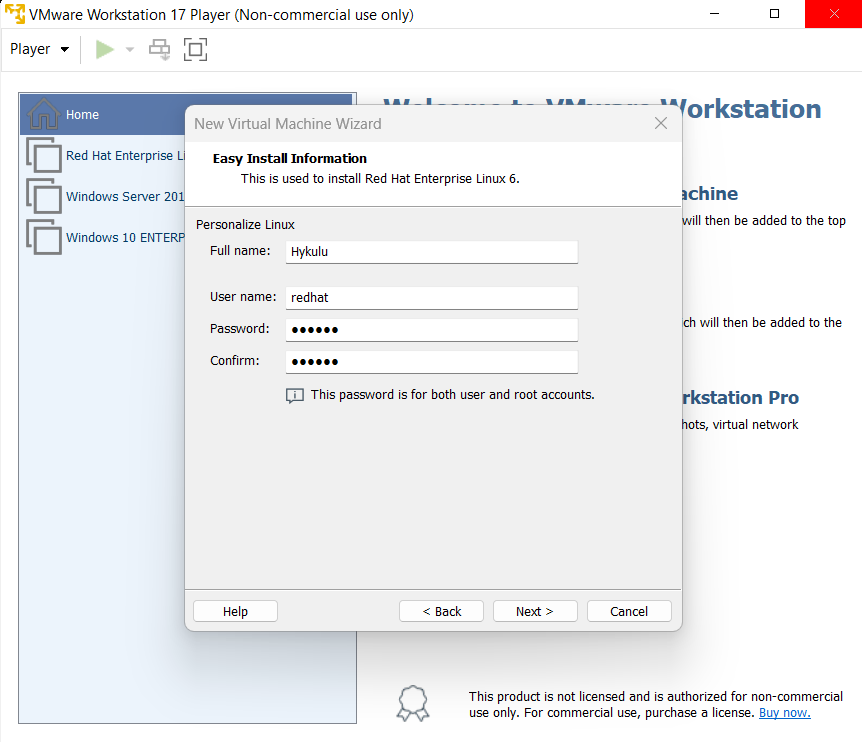 VMware Workstation 17 Player (Non-commercial use only)
Player
Home
Red Hat Enterprise Li
Windows Server 201
Windows 10 ENTERP
Welcome to VMware Workstation
achine
will then be added to the top
ch will then be added to the
rkstation Pro
hots, virtual network
New Virtual Machine Wizard
Easy Install Information
This is used to install Red Hat Enterprise Linux 6.
Personalize Linux
Full name: Hykulu
User name: redhat
Password: ●●●●●●
Confirm: ●●●●●●
This password is for both user and root accounts.
Help < Back Next > Cancel
This product is not licensed and is authorized for non-commercial
use only. For commercial use, purchase a license. Buy now.